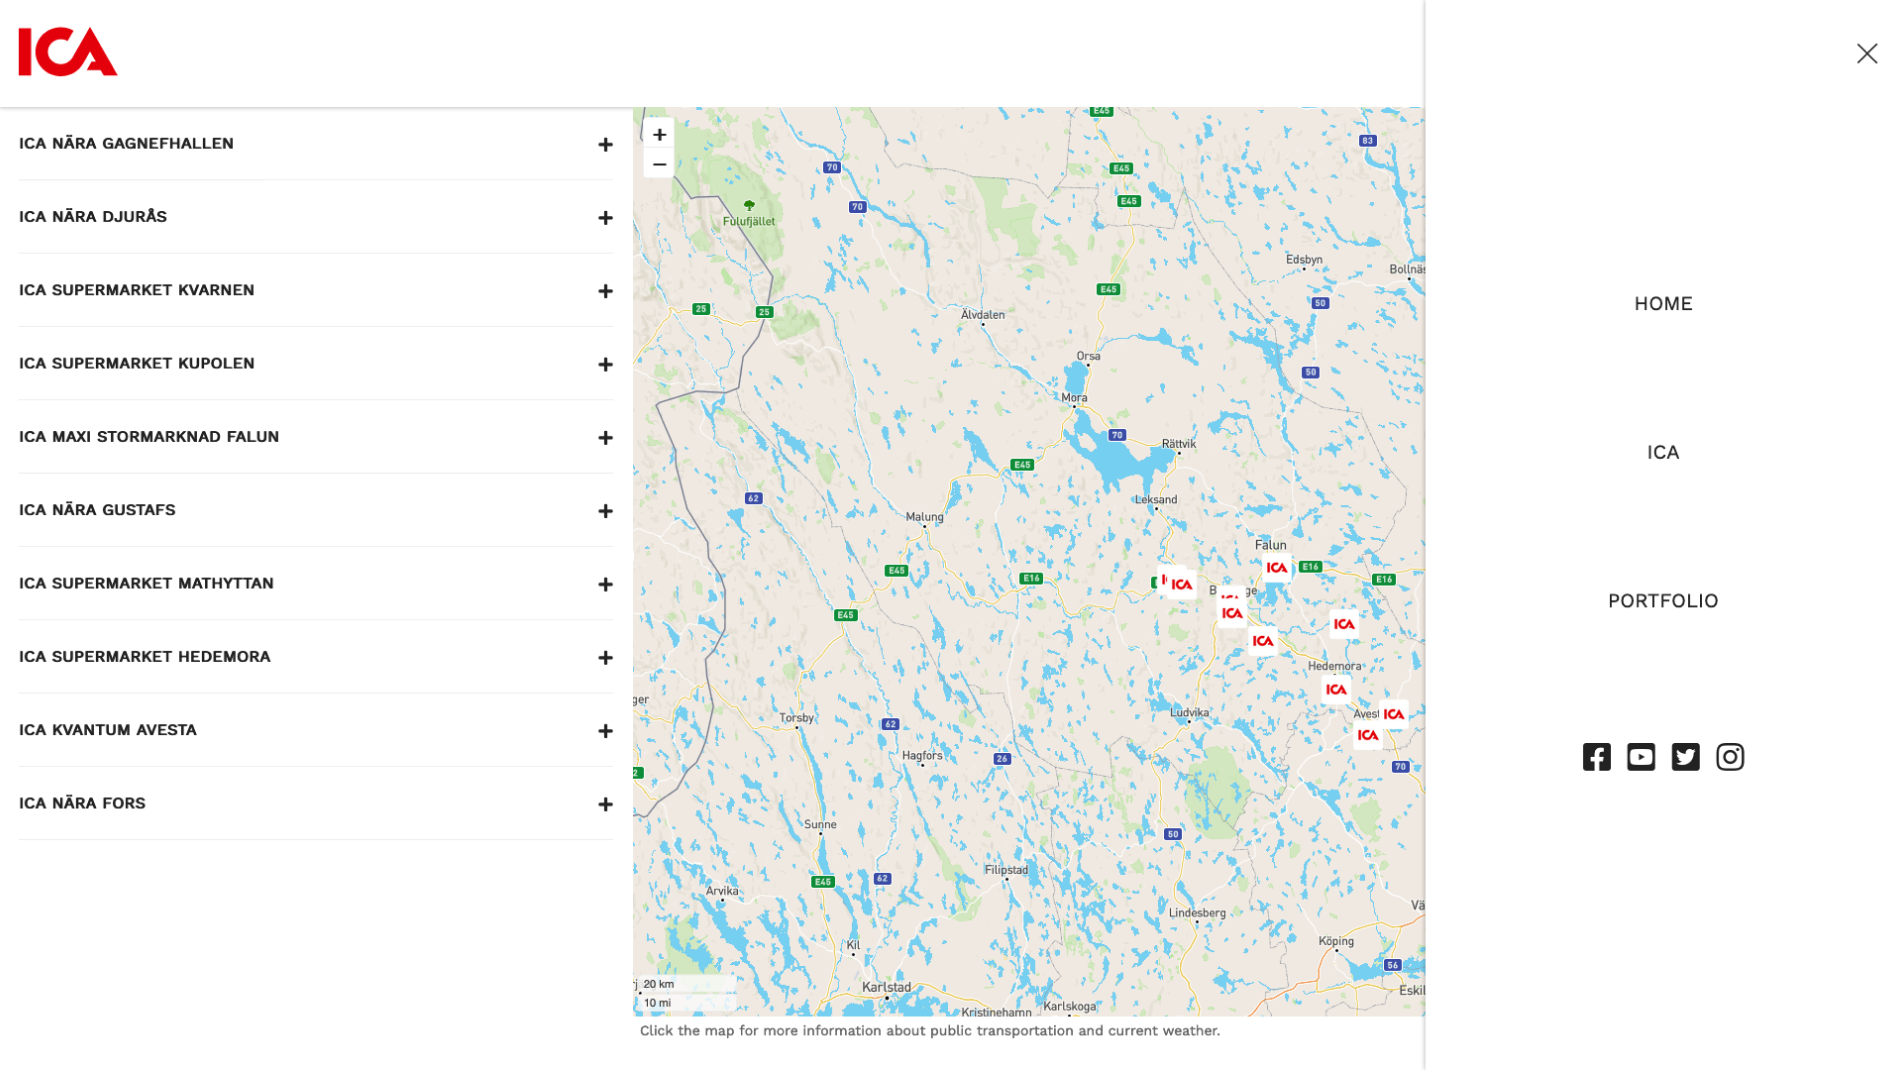 ICA
ICA NÄRA GAGNEFHALLEN
ICA NÄRA DJURÅS
ICA SUPERMARKET KVARNEN
ICA SUPERMARKET KUPOLEN
ICA MAXI STORMARKNAD FALUN
ICA NÄRA GUSTAFS
ICA SUPERMARKET MATHYTTAN
ICA SUPERMARKET HEDEMORA
ICA KVANTUM AVESTA
ICA NÄRA FORS
+
−
E45
83
70
E45
70
E45
Fulufjället
Edsbyn
Bollnäs
E45
25
25
50
Älvdalen
Orsa
50
Mora
70
Rättvik
E45
62
Leksand
Malung
Falun
E45
E16
ICA
E16
E16
ICA
E45
ICA
ICA
ICA
Hedemora
ICA
Ludvika
ICA
ICA
Torsby
62
Hagfors
26
70
Sunne
50
E45
62
Filipstad
Arvika
Lindesberg
Köping
Kil
56
20 km
Karlstad
10 mi
Kristinehamn
Karlskoga
Click the map for more information about public transportation and current weather.
HOME
ICA
PORTFOLIO